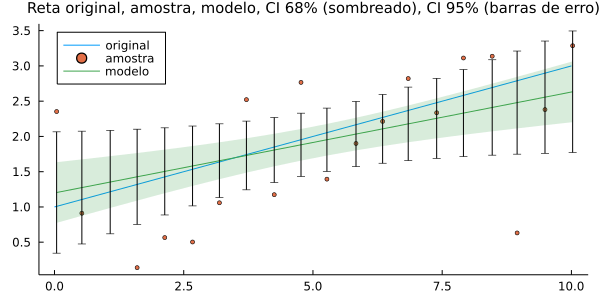 Reta original, amostra, modelo, CI 68% (sombreado), CI 95% (barras de erro)
original
amostra
modelo
3.5
3.0
2.5
2.0
1.5
1.0
0.5
0.0 2.5 5.0 7.5 10.0